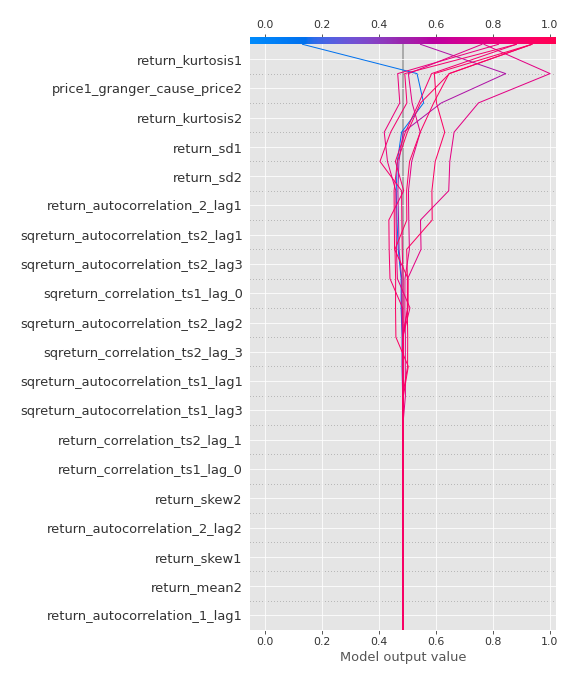 0.0 0.2 0.4 0.6 0.8 1.0
return_kurtosis1
price1_granger_cause_price2
return_kurtosis2
return_sd1
return_sd2
return_autocorrelation_2_lag1
sqreturn_autocorrelation_ts2_lag1
sqreturn_autocorrelation_ts2_lag3
sqreturn_correlation_ts1_lag_0
sqreturn_autocorrelation_ts2_lag2
sqreturn_correlation_ts2_lag_3
sqreturn_autocorrelation_ts1_lag1
sqreturn_autocorrelation_ts1_lag3
return_correlation_ts2_lag_1
return_correlation_ts1_lag_0
return_skew2
return_autocorrelation_2_lag2
return_skew1
return_mean2
return_autocorrelation_1_lag1
0.0 0.2 0.4 0.6 0.8 1.0
Model output value